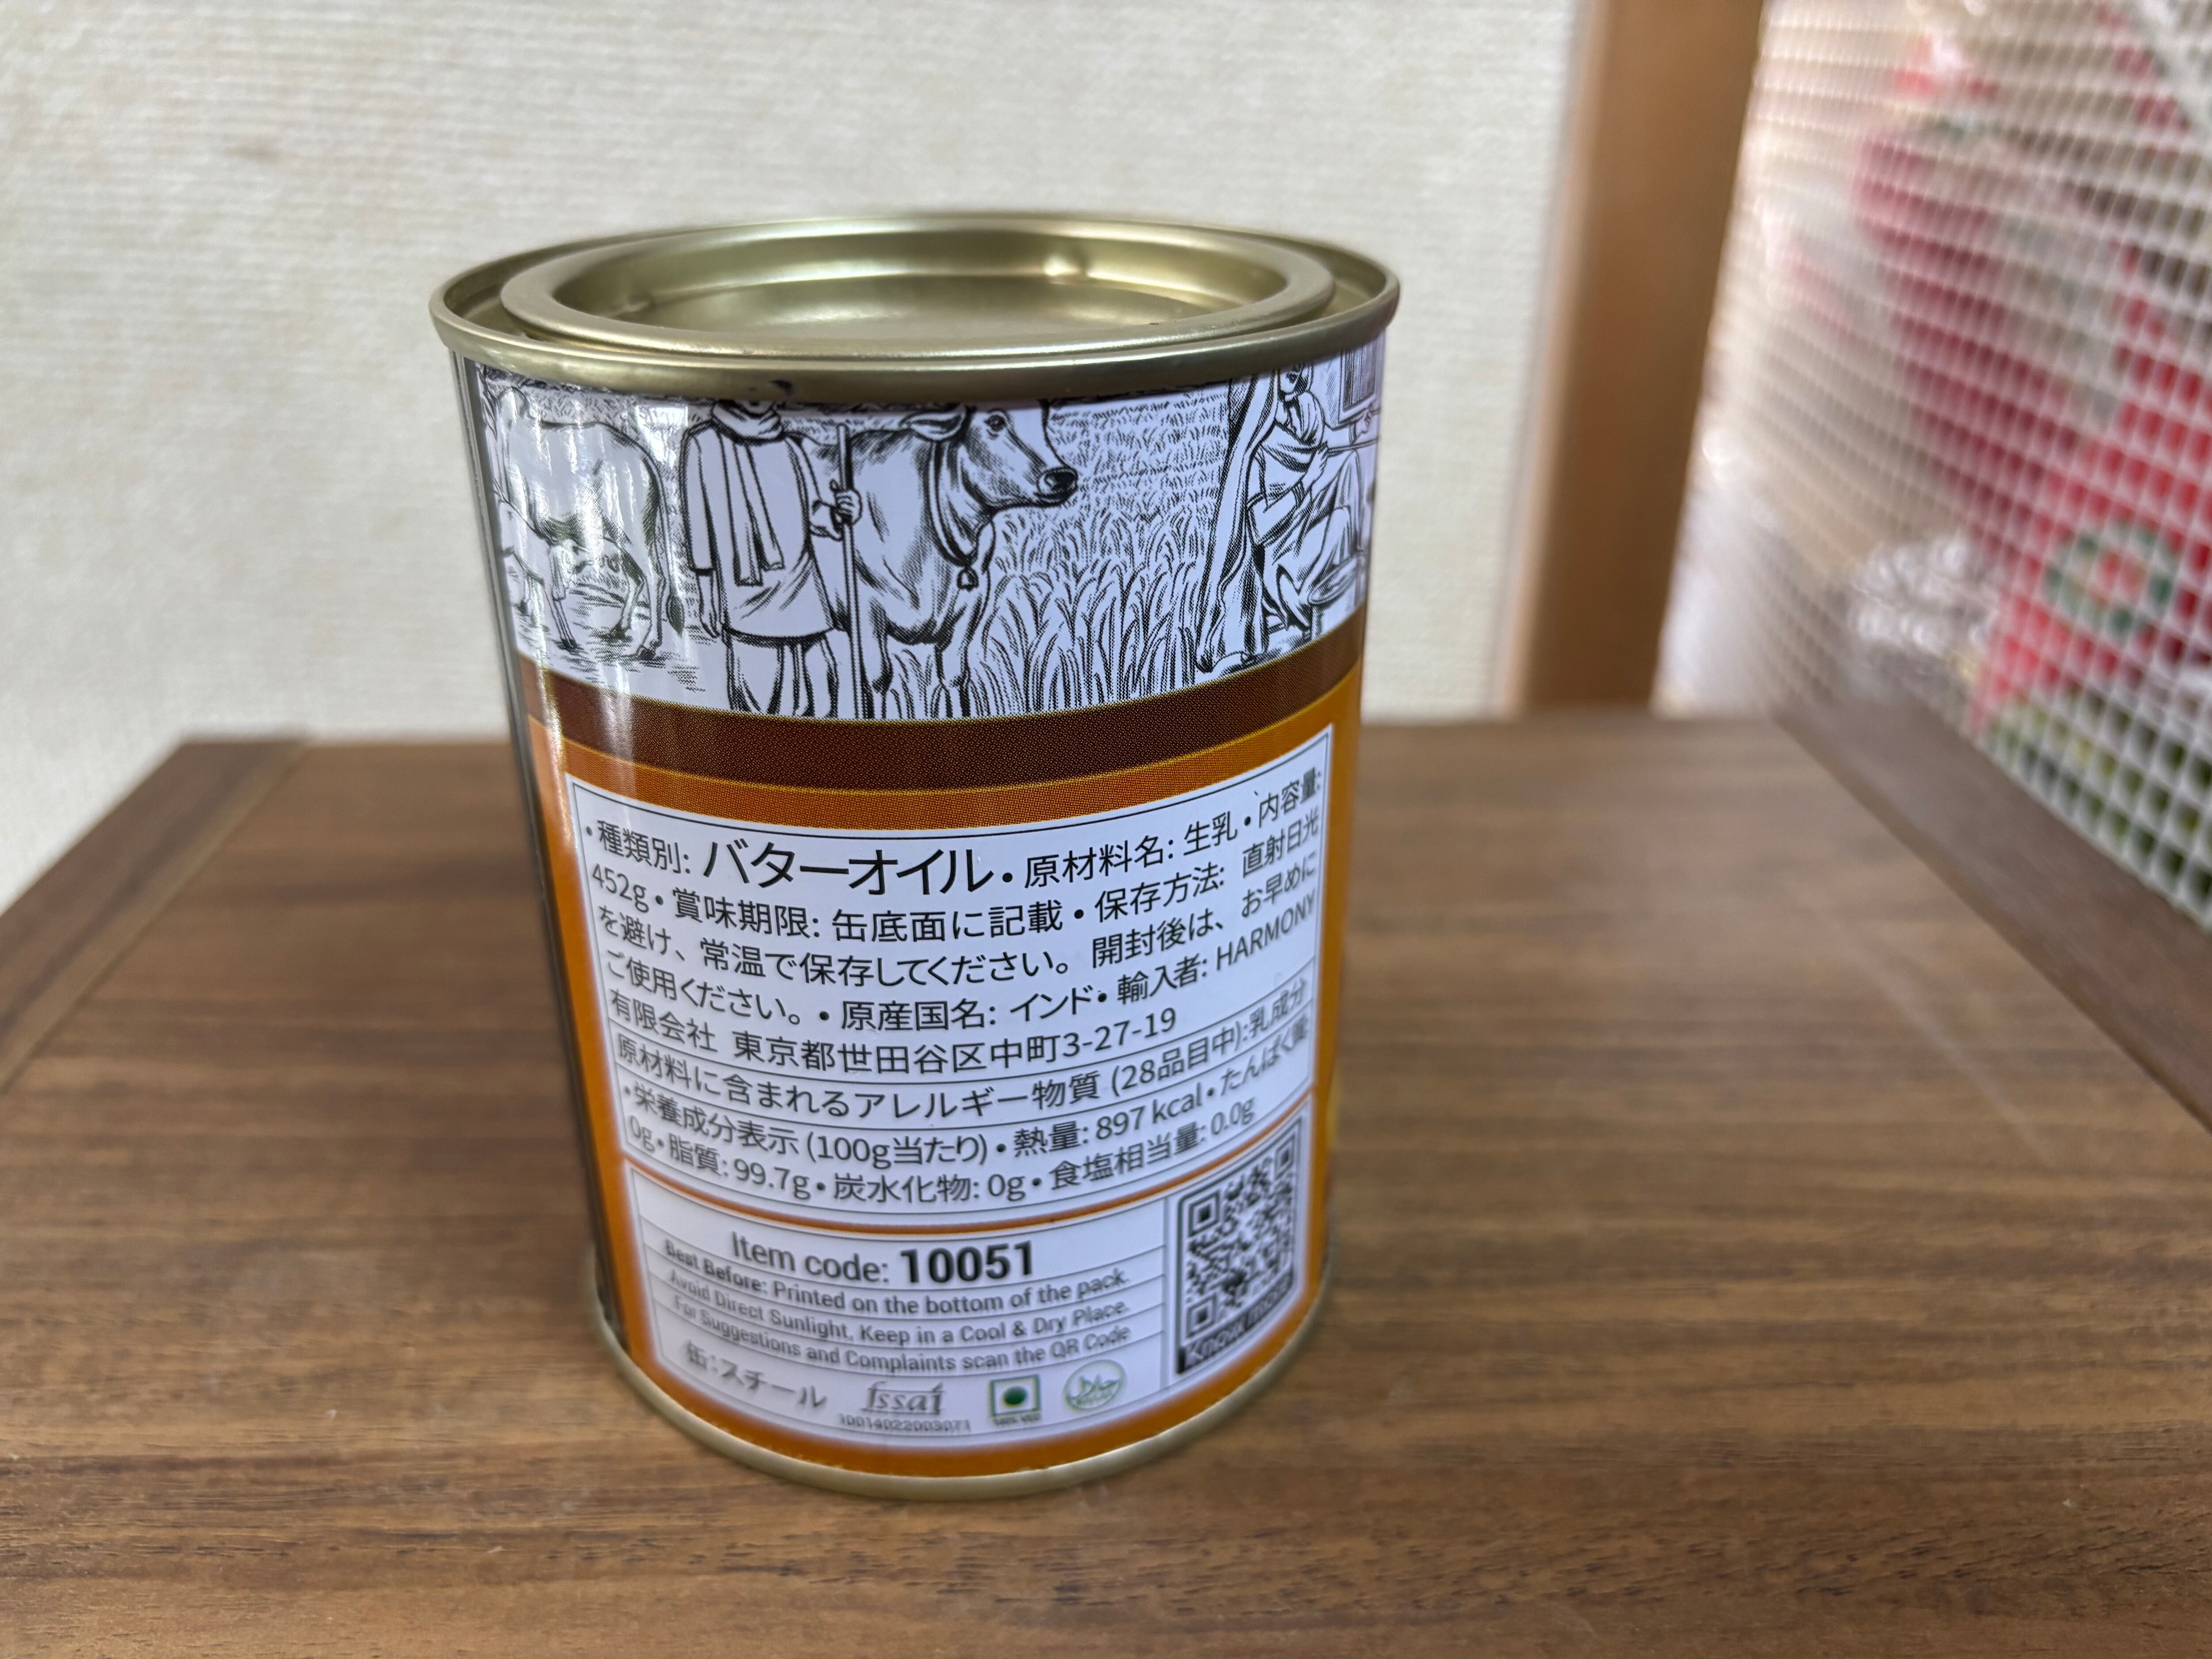 ・種類別: バターオイル・原材料名: 生乳・内容量:
452g・賞味期限: 缶底面に記載・保存方法: 直射日光
を避け、常温で保存してください。開封後は、お早めに
ご使用ください。・原産国名: インド・輸入者: HARMONY
有限会社 東京都世田谷区中町3-27-19
原材料に含まれるアレルギー物質 (28品目中):乳成分
・栄養成分表示 (100g当たり)・熱量: 897 kcal・たんぱく質:
0g・脂質: 99.7g・炭水化物: 0g・食塩相当量: 0.0g
Item code: 10051
Best Before: Printed on the bottom of the pack.
Avoid Direct Sunlight, Keep in a Cool & Dry Place.
For Suggestions and Complaints scan the QR Code
Know more
缶:スチール
fssai
10014022003071